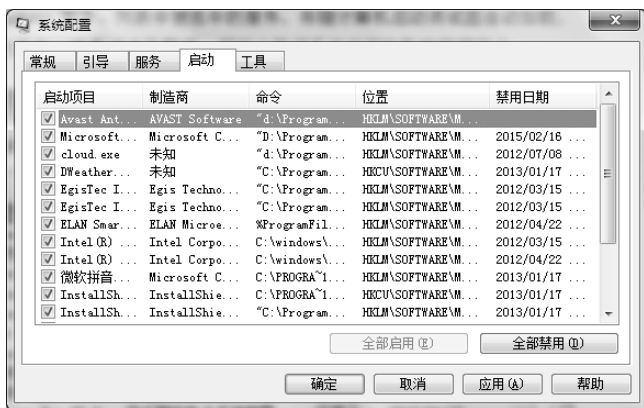 系统配置
常规 引导 服务 启动 工具
启动项目 制造商 命令 位置 禁用日期
Avast Ant... AVAST Software "d:\Program... HKLM\SOFTWARE\M...
Microsoft... Microsoft C... "D:\Program... HKLM\SOFTWARE\M... 2015/02/16 ...
cloud.exe 未知 "d:\Program... HKLM\SOFTWARE\M... 2012/07/08 ...
DWeather... 未知 "C:\Program... HKCU\SOFTWARE\M... 2013/01/17 ...
EgisTec I... Egis Techno... "C:\Program... HKLM\SOFTWARE\M... 2012/03/15 ...
EgisTec I... Egis Techno... "C:\Program... HKLM\SOFTWARE\M... 2012/03/15 ...
ELAN Smar... ELAN Microe... %ProgramFil... HKLM\SOFTWARE\M... 2012/04/22 ...
Intel(R) ... Intel Corpo... C:\windows\... HKLM\SOFTWARE\M... 2012/03/15 ...
Intel(R) ... Intel Corpo... C:\windows\... HKLM\SOFTWARE\M... 2012/04/22 ...
微软拼音... Microsoft C... C:\PROGRA~1... HKLM\SOFTWARE\M... 2013/01/17 ...
InstallSh... InstallShie... C:\PROGRA~1... HKCU\SOFTWARE\M... 2013/01/17 ...
InstallSh... InstallShie... "C:\Program... HKLM\SOFTWARE\M... 2013/01/17 ...
全部启用(E) 全部禁用(D)
确定 取消 应用(A) 帮助